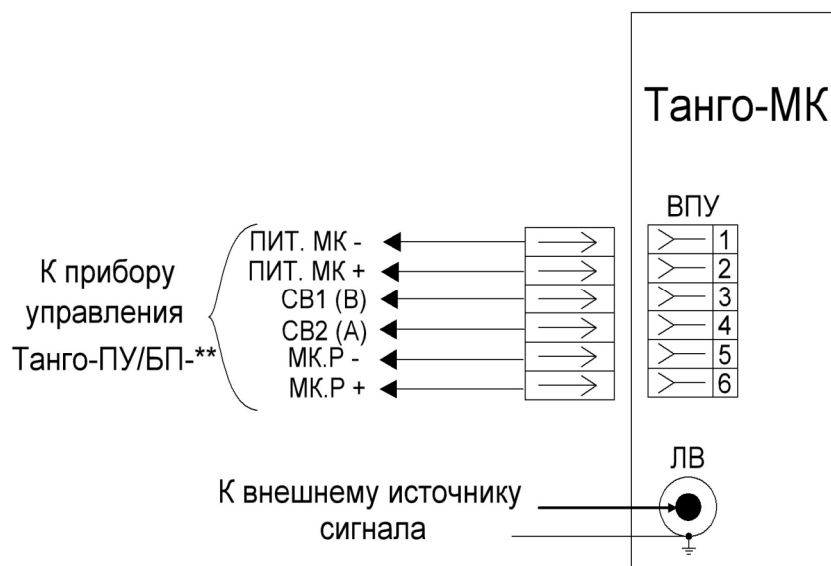 Танго-МК
ВПУ
ПИТ. МК -
1
ПИТ. МК +
2
СВ1 (В)
3
СВ2 (А)
4
МК.Р -
5
МК.Р +
6
К прибору
управления
Танго-ПУ/БП-**
ЛВ
К внешнему источнику
сигнала